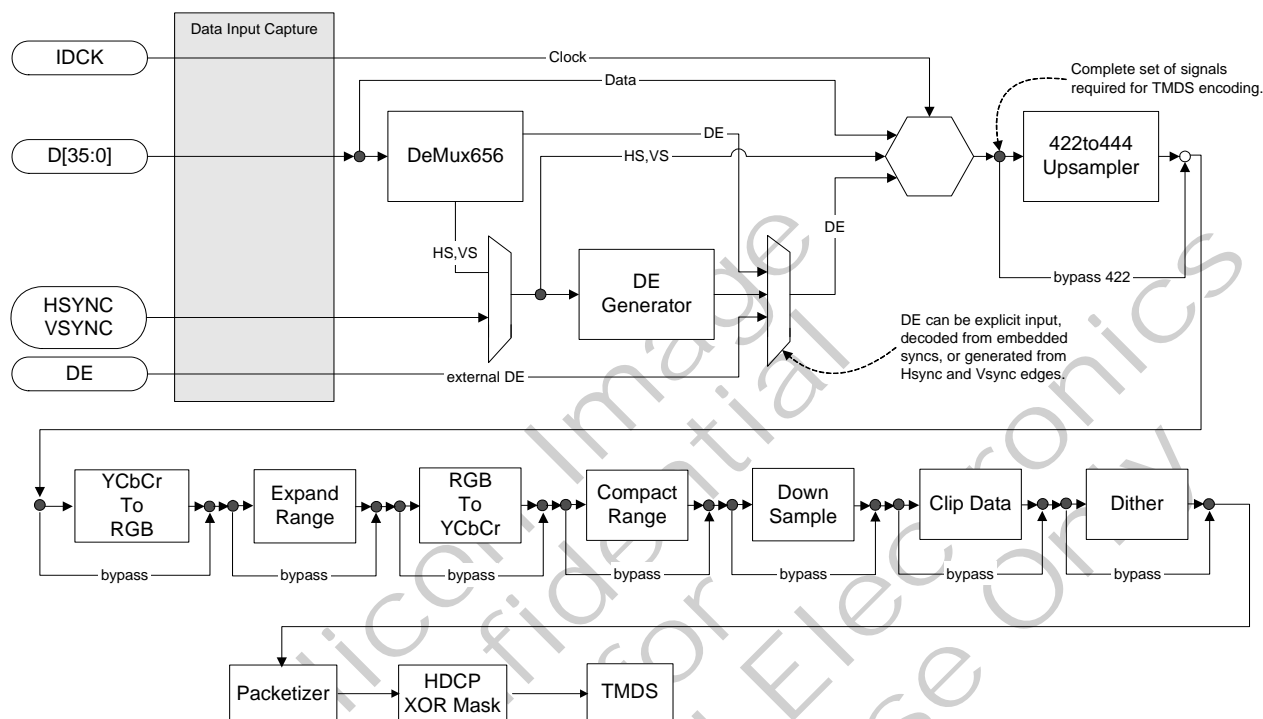 Data Input Capture
IDCK
Clock
Data
Complete set of signals
required for TMDS encoding.
D[35:0]
DeMux656
DE
HS,VS
422to444
Upsampler
HS,VS
DE
bypass 422
HSYNC
VSYNC
DE
Generator
DE can be explicit input,
decoded from embedded
syncs, or generated from
Hsync and Vsync edges.
DE
external DE
YCbCr
To
RGB
Expand
Range
RGB
To
YCbCr
Compact
Range
Down
Sample
Clip Data
Dither
bypass
bypass
bypass
bypass
bypass
bypass
bypass
Packetizer
HDCP
XOR Mask
TMDS